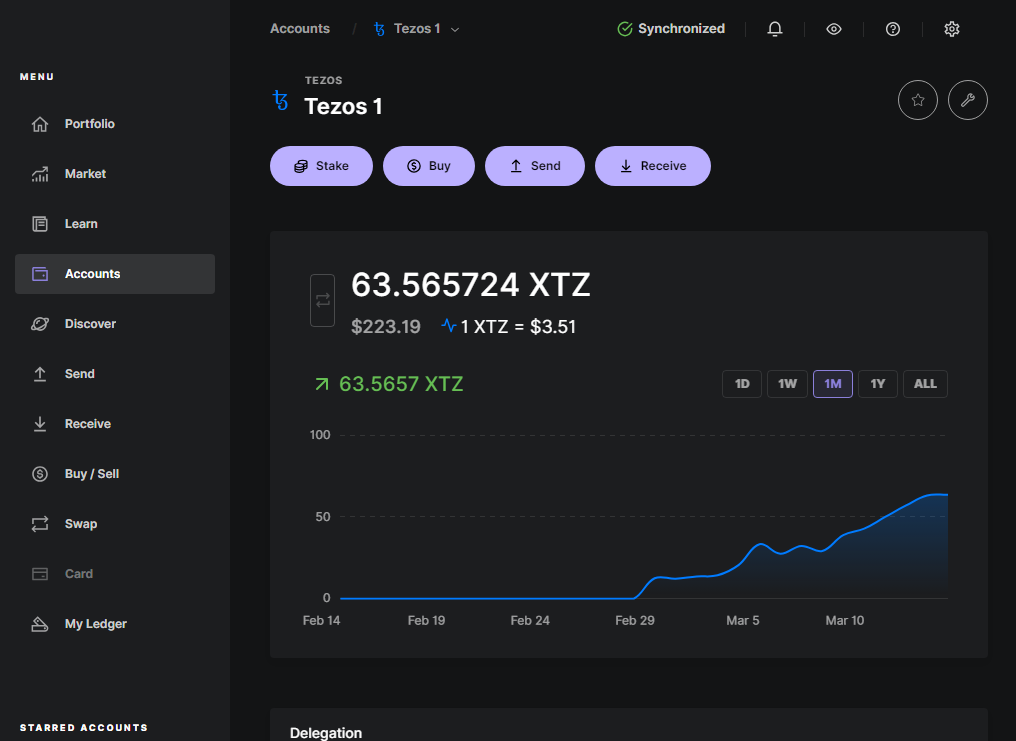 Accounts / Tezos 1
Synchronized
MENU
Portfolio
Market
Learn
Accounts
Discover
Send
Receive
Buy / Sell
Swap
Card
My Ledger
STARRED ACCOUNTS
TEZOS
Tezos 1
Stake
Buy
Send
Receive
63.565724 XTZ
$223.19 1 XTZ = $3.51
63.5657 XTZ
1D 1W 1M 1Y ALL
100
50
0
Feb 14 Feb 19 Feb 24 Feb 29 Mar 5 Mar 10
Delegation